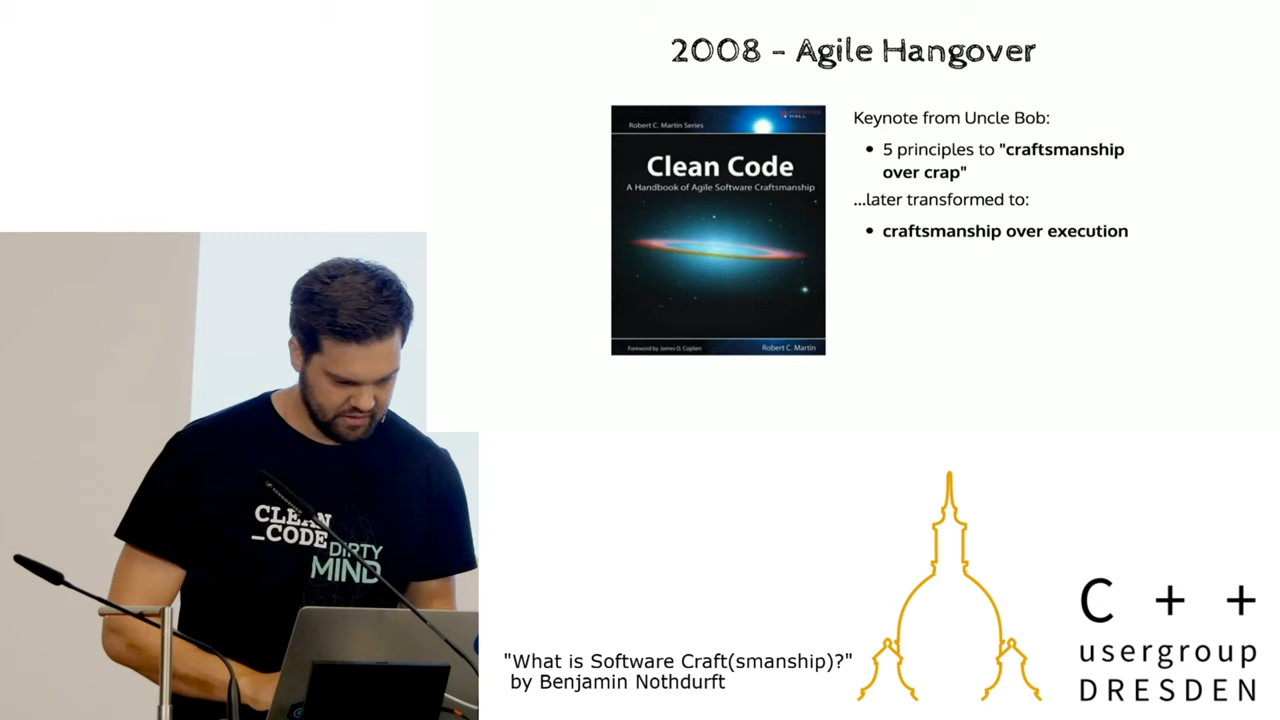 2008 - Agile Hangover
Robert C. Martin Series
Clean Code
A Handbook of Agile Software Craftsmanship
Foreword by James O. Coplien
Robert C. Martin
Keynote from Uncle Bob:
• 5 principles to "craftsmanship
over crap"
...later transformed to:
• craftsmanship over execution
CLEAN
_CODE
DIRTY
MIND
"What is Software Craft(smanship)?"
by Benjamin Nothdurft
C + +
usergroup
DRESDEN